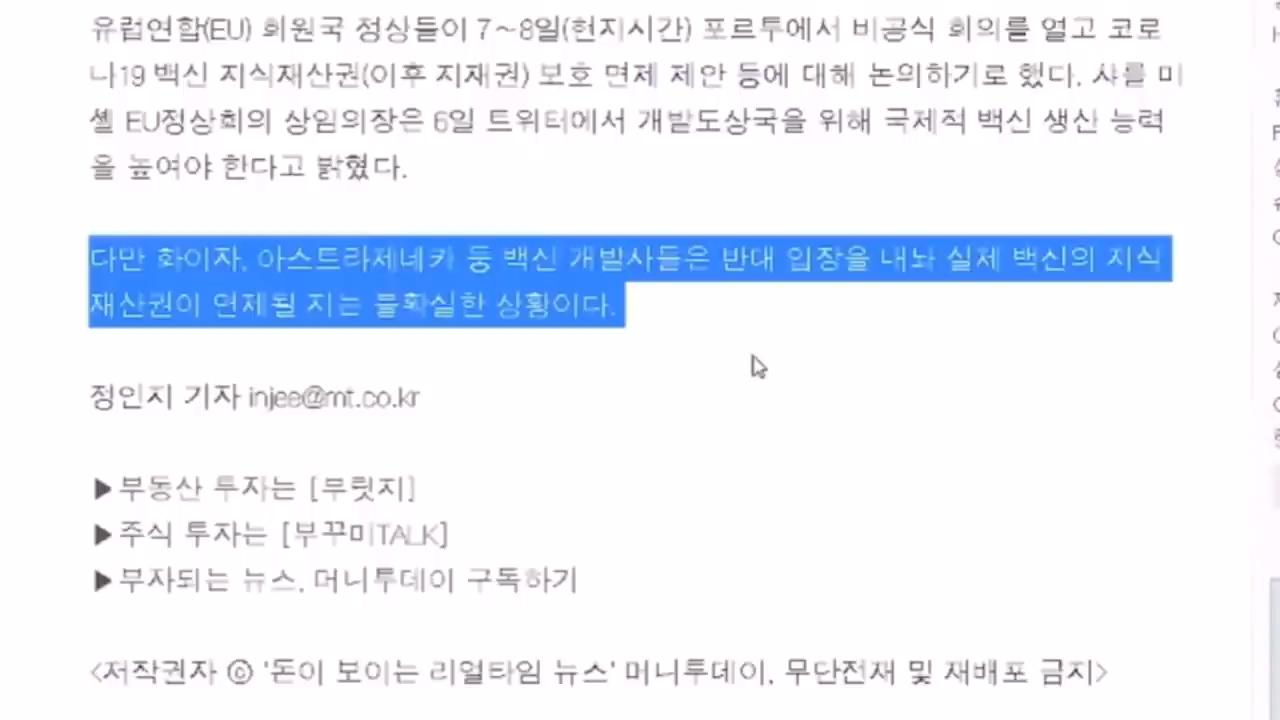 유럽연합(EU) 회원국 정상들이 7~8일(현지시간) 포르투에서 비공식 회의를 열고 코로
나19 백신 지식재산권(이후 지재권) 보호 면제 제안 등에 대해 논의하기로 했다. 샤를 미
셸 EU정상회의 상임의장은 6일 트위터에서 개발도상국을 위해 국제적 백신 생산 능력
을 높여야 한다고 밝혔다.
다만 화이자, 아스트라제네카 등 백신 개발사들은 반대 입장을 내놔 실제 백신의 지식
재산권이 면제될 지는 불확실한 상황이다.
정인지 기자 injee@mt.co.kr
▶부동산 투자는 [부릿지]
▶주식 투자는 [부꾸미TALK]
▶부자되는 뉴스, 머니투데이 구독하기
<저작권자 ⓒ '돈이 보이는 리얼타임 뉴스' 머니투데이, 무단전재 및 재배포 금지>